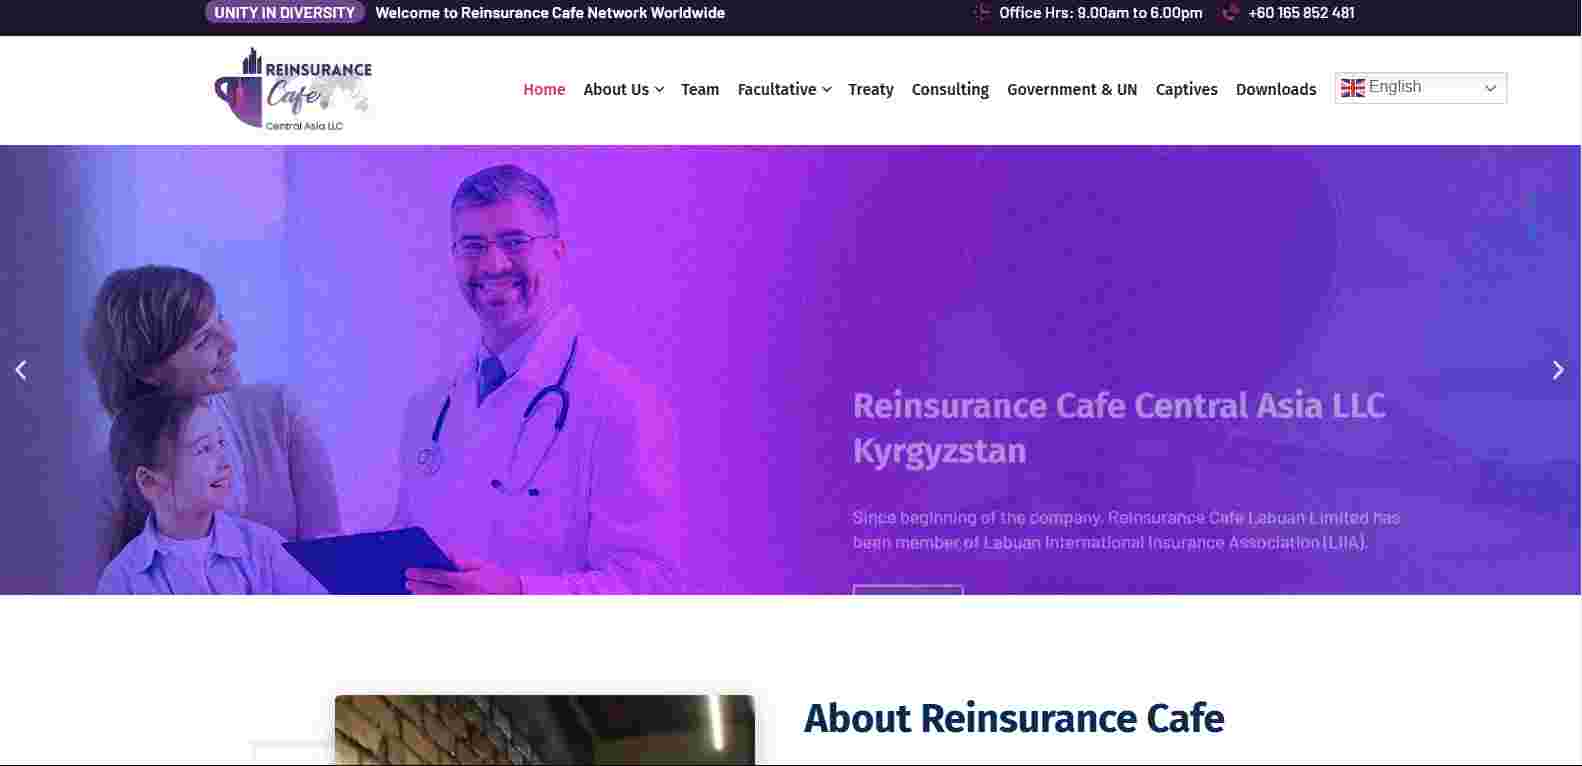 UNITY IN DIVERSITY Welcome to Reinsurance Cafe Network Worldwide Office Hrs: 9.00am to 6.00pm +60 165 852 481
REINSURANCE
Cafe
Central Asia LLC
Home About Us Team Facultative Treaty Consulting Government & UN Captives Downloads English
Reinsurance Cafe Central Asia LLC
Kyrgyzstan
Since beginning of the company, Reinsurance Cafe Labuan Limited has
been member of Labuan International Insurance Association (LIIA).
About Reinsurance Cafe